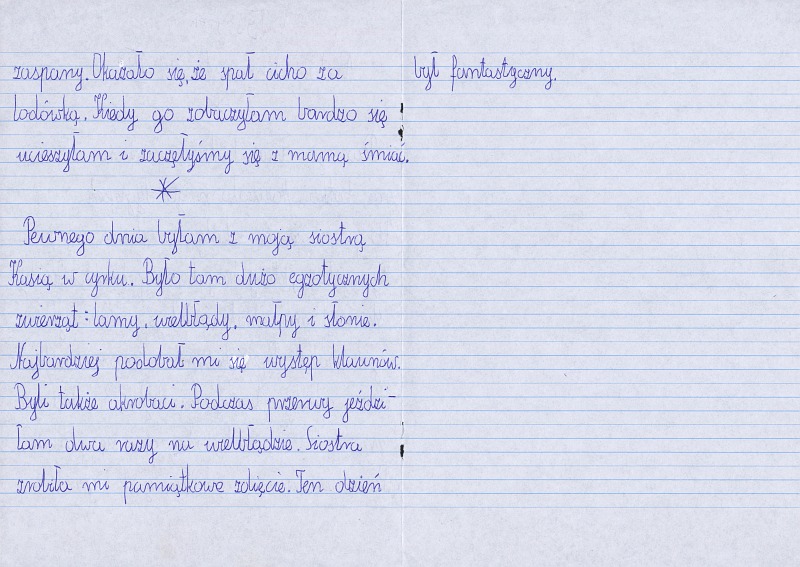 zaspany. Okazało się, że spał cicho za
lodówką. Kiedy go zobaczyłam bardzo się
ucieszyłam i zaczęłyśmy się z mamą śmiać.
*
Pewnego dnia byłam z moją siostrą
Kasią w cyrku. Było tam dużo egzotycznych
zwierząt: lamy, wielbłądy, małpy i słonie.
Najbardziej podobał mi się występ klaunów.
Byli także akrobaci. Podczas przerwy jeździ-
łam dwa razy na wielbłądzie. Siostra
zrobiła mi pamiątkowe zdjęcie. Ten dzień
był fantastyczny.